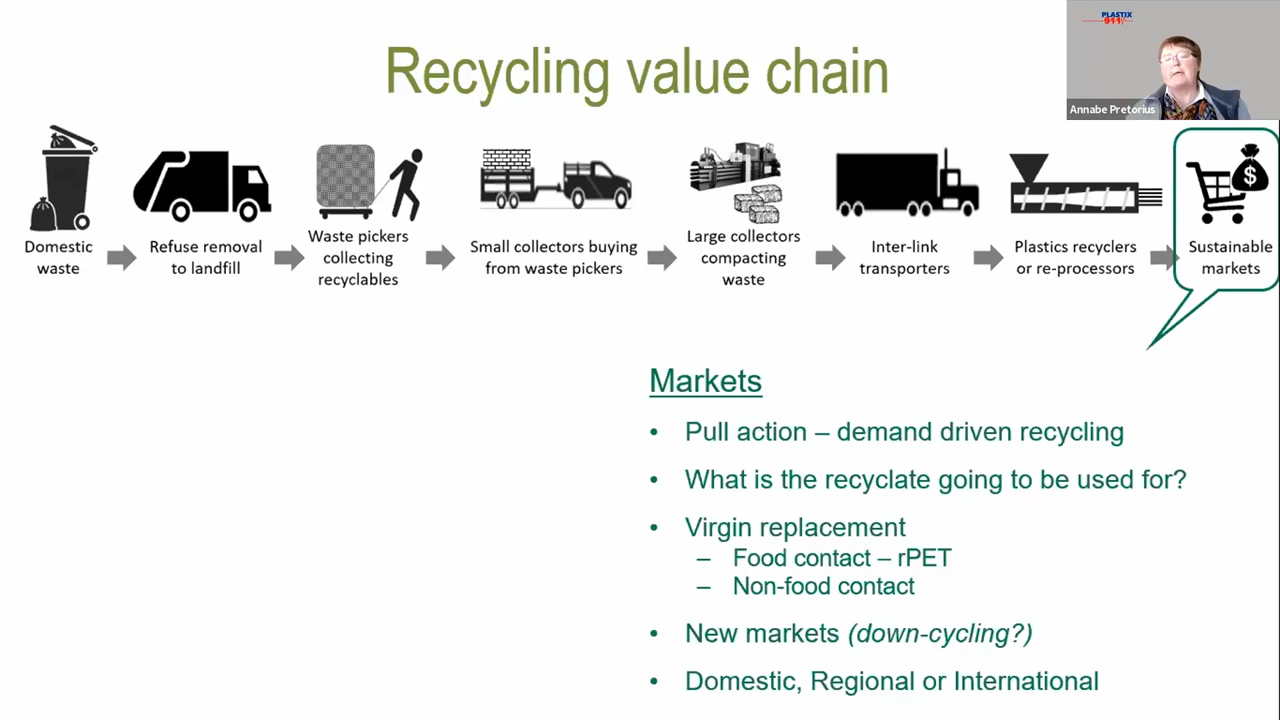 PLASTIX
911
Annabe Pretorius
Recycling value chain
Domestic
waste
Refuse removal
to landfill
Waste pickers
collecting
recyclables
Small collectors buying
from waste pickers
Large collectors
compacting
waste
Inter-link
transporters
Plastics recyclers
or re-processors
$
Sustainable
markets
Markets
• Pull action – demand driven recycling
• What is the recyclate going to be used for?
• Virgin replacement
– Food contact – rPET
– Non-food contact
• New markets (down-cycling?)
• Domestic, Regional or International